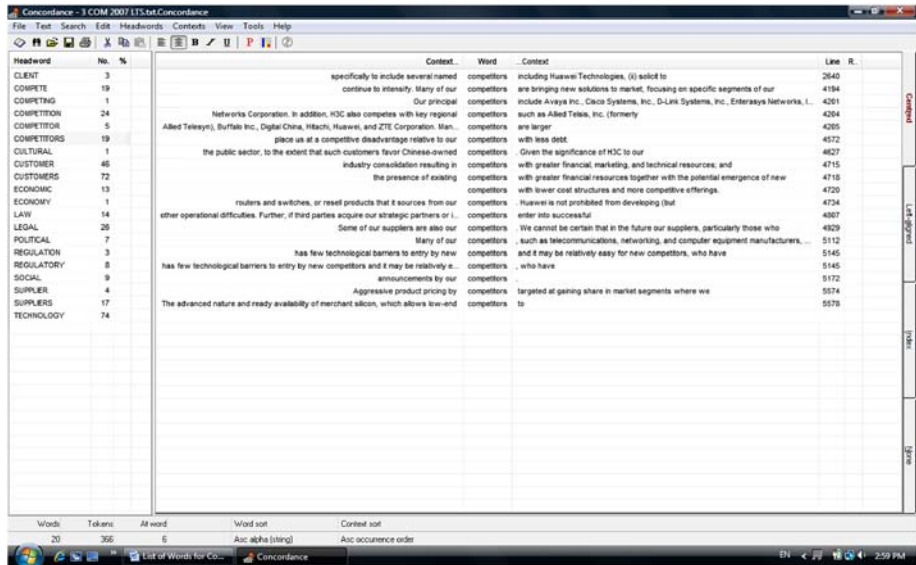 Concordance - 3 COM 2007 LTS.txt.Concordance
File Text Search Edit Headwords Contexts View Tools Help
B I U P
Headword No. % Context... Word ...Context Line R..
CLIENT 3 specifically to include several named competitors including Huawei Technologies, (ii) solicit to 2640
COMPETE 19 continue to intensify. Many of our competitors are bringing new solutions to market, focusing on specific segments of our 4194
COMPETING 1 Our principal competitors include Avaya Inc., Cisco Systems, Inc., D-Link Systems, Inc., Enterasys Networks, I... 4201
COMPETITION 24 Networks Corporation. In addition, H3C also competes with key regional competitors such as Allied Telsis, Inc. (formerly 4204
COMPETITOR 5 Allied Telesyn), Buffalo Inc., Digital China, Hitachi, Huawei, and ZTE Corporation. Man... competitors are larger 4205
COMPETITORS 19 place us at a competitive disadvantage relative to our competitors with less debt. 4572
CULTURAL 1 the public sector, to the extent that such customers favor Chinese-owned competitors . Given the significance of H3C to our 4627
CUSTOMER 46 industry consolidation resulting in competitors with greater financial, marketing, and technical resources; and 4715
CUSTOMERS 72 the presence of existing competitors with greater financial resources together with the potential emergence of new 4718
ECONOMIC 13 competitors with lower cost structures and more competitive offerings. 4720
ECONOMY 1 routers and switches, or resell products that it sources from our competitors . Huawei is not prohibited from developing (but 4734
LAW 14 other operational difficulties. Further, if third parties acquire our strategic partners or i... competitors enter into successful 4807
LEGAL 26 Some of our suppliers are also our competitors . We cannot be certain that in the future our suppliers, particularly those who 4929
POLITICAL 7 Many of our competitors , such as telecommunications, networking, and computer equipment manufacturers, ... 5112
REGULATION 3 has few technological barriers to entry by new competitors and it may be relatively easy for new competitors, who have 5145
REGULATORY 8 has few technological barriers to entry by new competitors and it may be relatively e... competitors , who have 5145
SOCIAL 9 announcements by our competitors . 5172
SUPPLIER 4 Aggressive product pricing by competitors targeted at gaining share in market segments where we 5574
SUPPLIERS 17 The advanced nature and ready availability of merchant silicon, which allows low-end competitors to 5578
TECHNOLOGY 74
Centred
Left-aligned
Index
None
Words Tokens At word Word sort Context sort
20 366 6 Asc alpha (string) Asc occurrence order
List of Words for Co... Concordance EN 2:59 PM